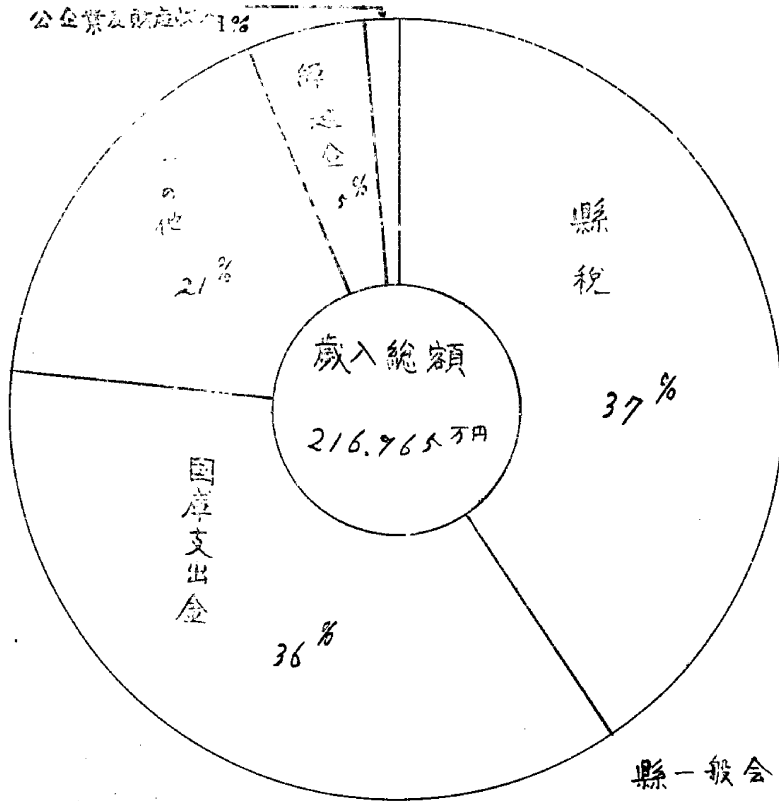 公企業及財産収入 1%
繰越金
5%
の他
21%
縣税
37%
歳入総額
216.765万円
国庫支出金
36%
縣一般会